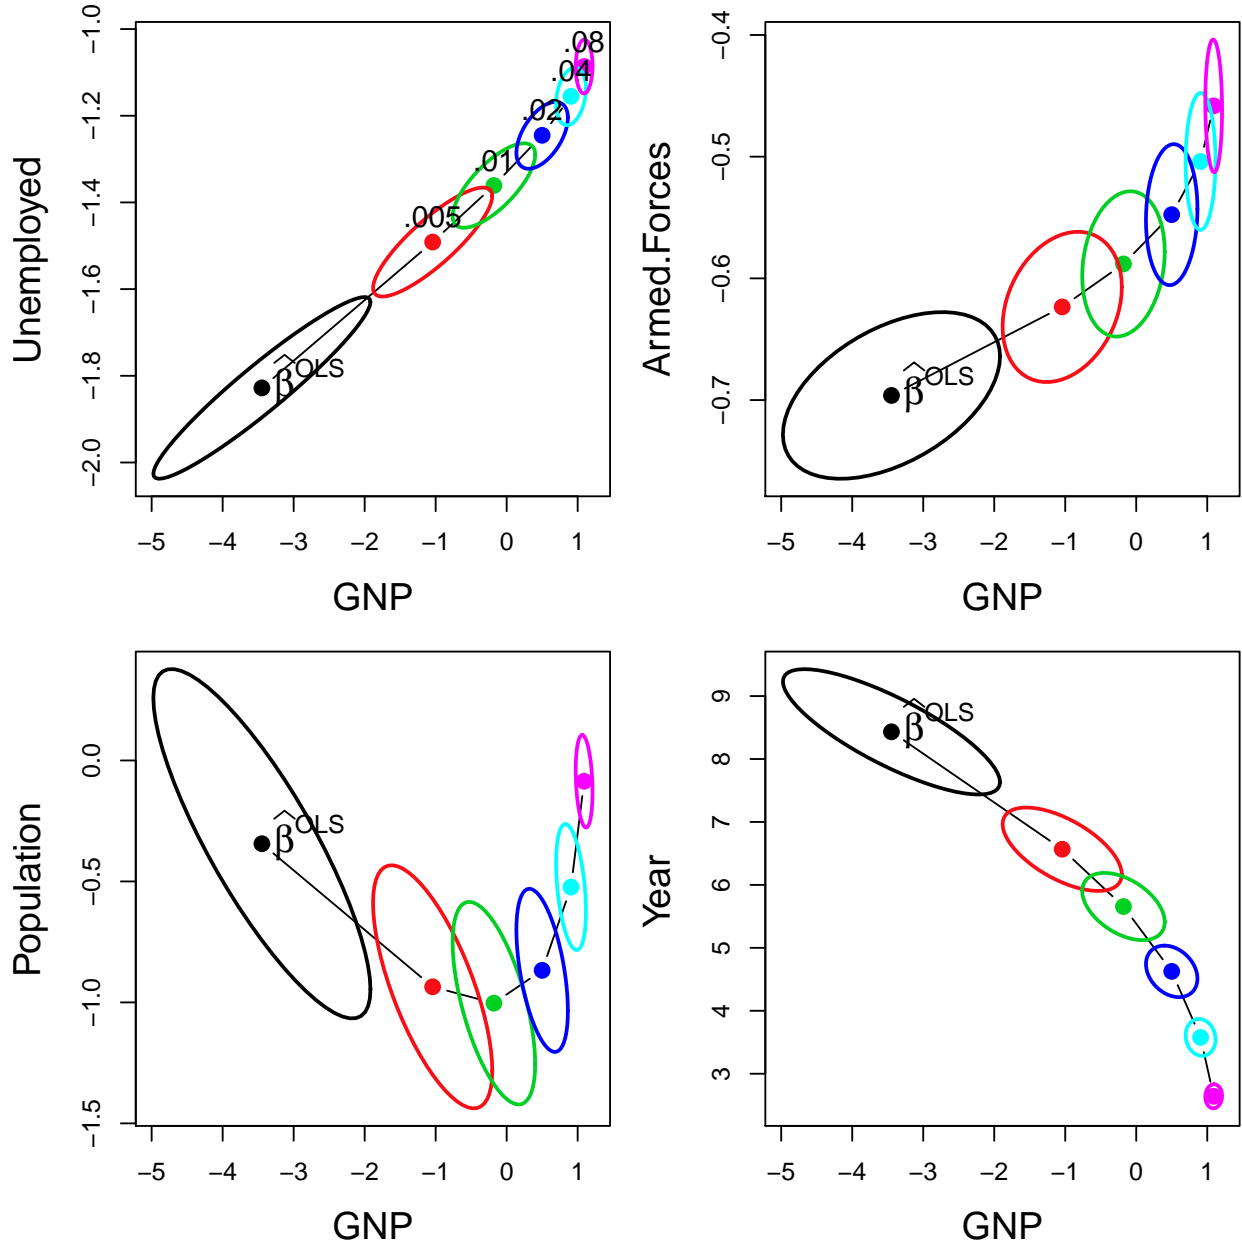 −1.0
−1.2
−1.4
−1.6
−1.8
−2.0
Unemployed
.08
.04
.02
.01
.005
β̂OLS
−5 −4 −3 −2 −1 0 1
GNP
−0.4
−0.5
−0.6
−0.7
Armed.Forces
β̂OLS
−5 −4 −3 −2 −1 0 1
GNP
0.0
−0.5
−1.0
−1.5
Population
β̂OLS
−5 −4 −3 −2 −1 0 1
GNP
9
8
7
6
5
4
3
Year
β̂OLS
−5 −4 −3 −2 −1 0 1
GNP